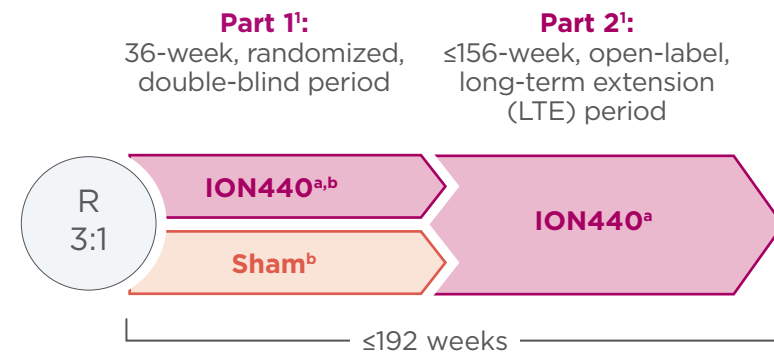 Part 1¹:
36-week, randomized,
double-blind period
Part 2¹:
≤156-week, open-label,
long-term extension
(LTE) period
R
3:1
ION440ᵃ,ᵇ
Shamᵇ
ION440ᵃ
≤192 weeks